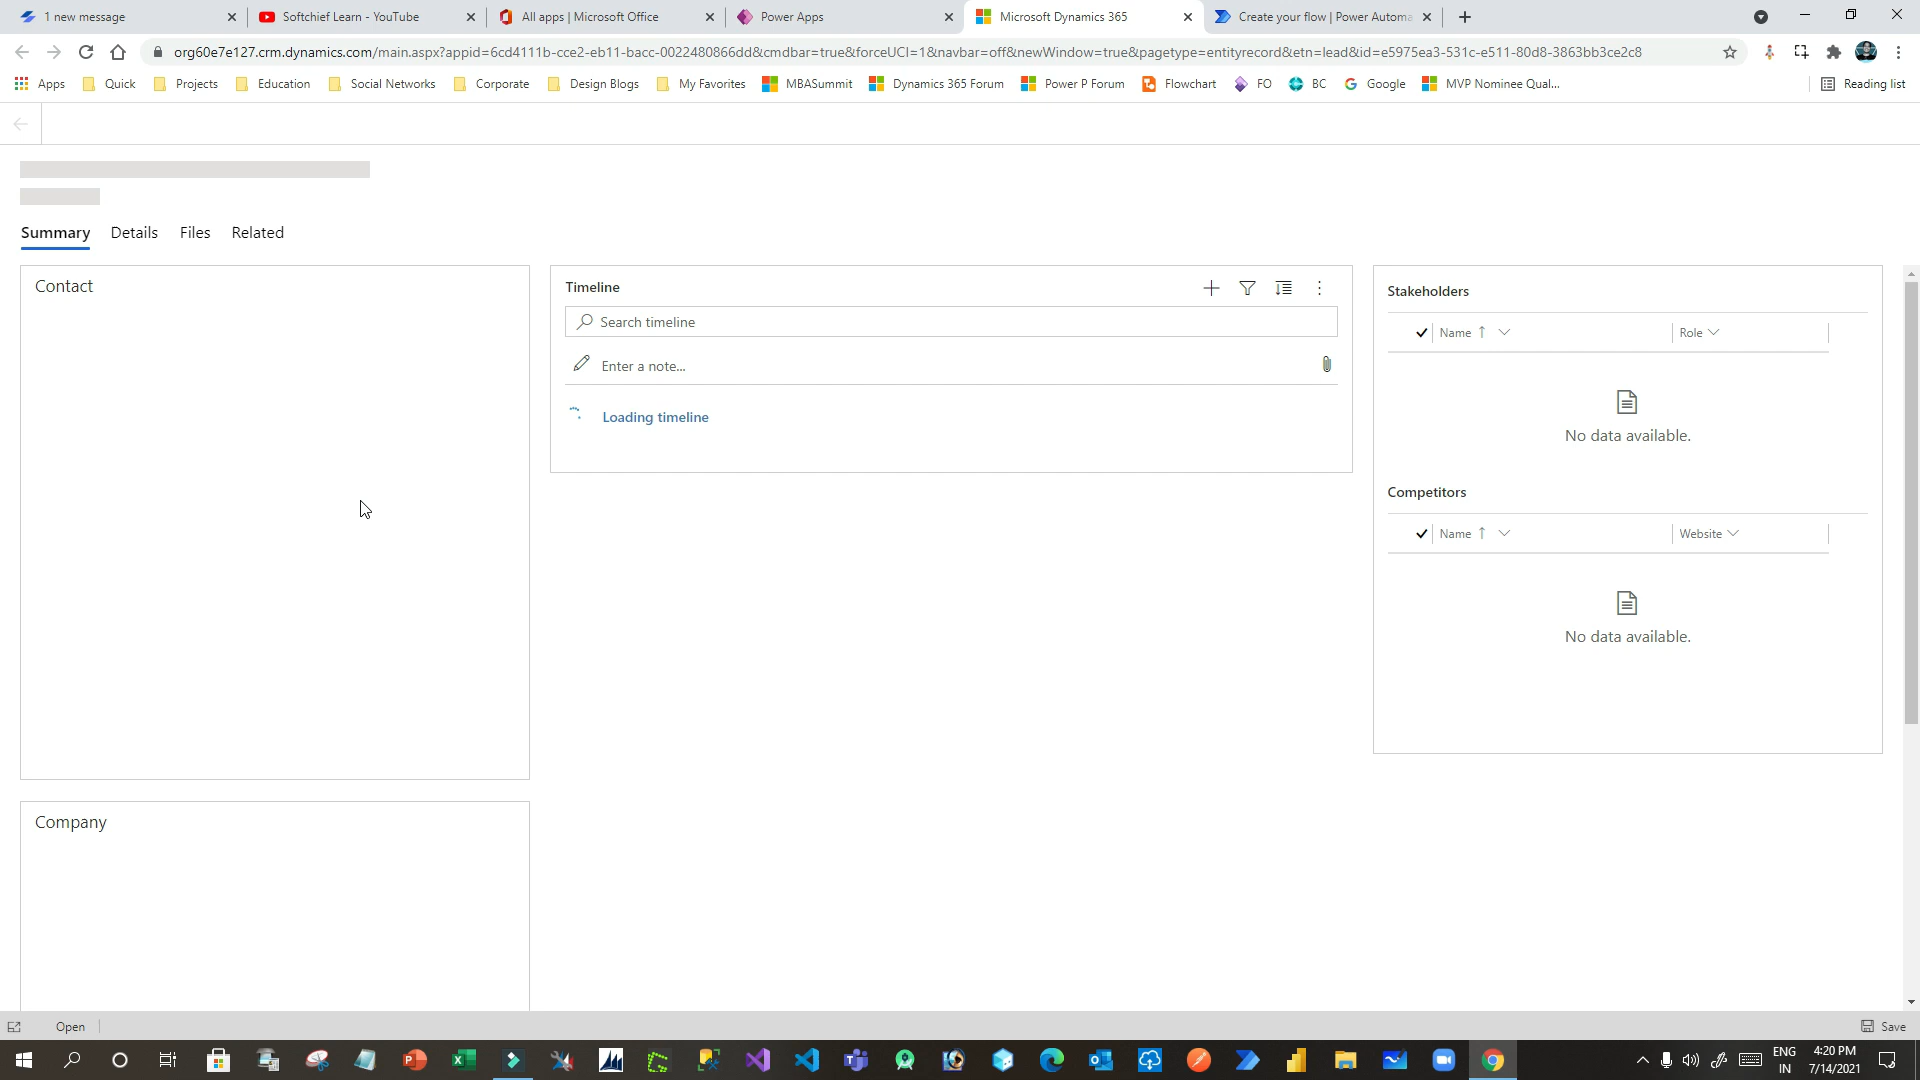 1 new message
Softchief Learn - YouTube
All apps | Microsoft Office
Power Apps
Microsoft Dynamics 365
Create your flow | Power Automa
org60e7e127.crm.dynamics.com/main.aspx?appid=6cd4111b-cce2-eb11-bacc-0022480866dd&cmdbar=true&forceUCI=1&navbar=off&newWindow=true&pagetype=entityrecord&etn=lead&id=e5975ea3-531c-e511-80d8-3863bb3ce2c8
Apps
Quick
Projects
Education
Social Networks
Corporate
Design Blogs
My Favorites
MBASummit
Dynamics 365 Forum
Power P Forum
Flowchart
FO
BC
Google
MVP Nominee Qual...
Reading list
Summary
Details
Files
Related
Contact
Company
Timeline
Search timeline
Enter a note...
Loading timeline
Stakeholders
Name
Role
No data available.
Competitors
Name
Website
No data available.
Open
Save
ENG
IN
4:20 PM
7/14/2021